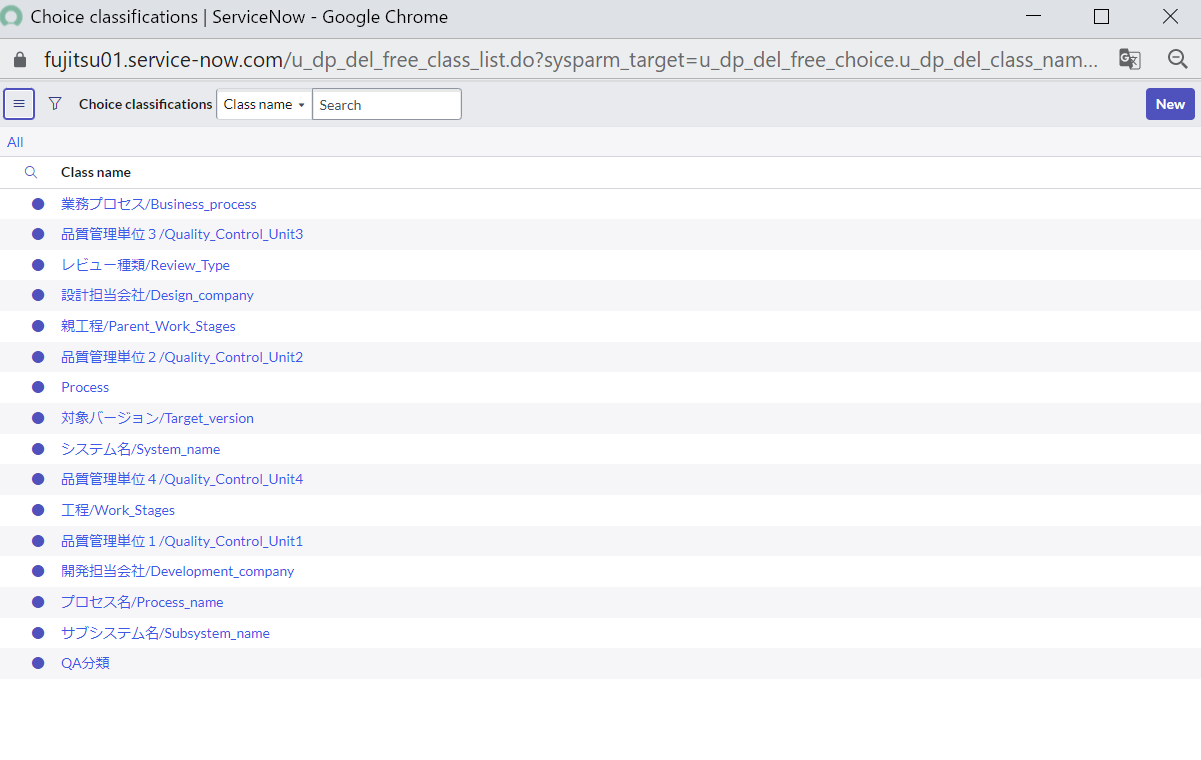 Choice classifications | ServiceNow - Google Chrome
fujitsu01.service-now.com/u_dp_del_free_class_list.do?sysparm_target=u_dp_del_free_choice.u_dp_del_class_nam...
Choice classifications Class name Search New
All
Class name
業務プロセス/Business_process
品質管理単位３/Quality_Control_Unit3
レビュー種類/Review_Type
設計担当会社/Design_company
親工程/Parent_Work_Stages
品質管理単位２/Quality_Control_Unit2
Process
対象バージョン/Target_version
システム名/System_name
品質管理単位４/Quality_Control_Unit4
工程/Work_Stages
品質管理単位１/Quality_Control_Unit1
開発担当会社/Development_company
プロセス名/Process_name
サブシステム名/Subsystem_name
QA分類